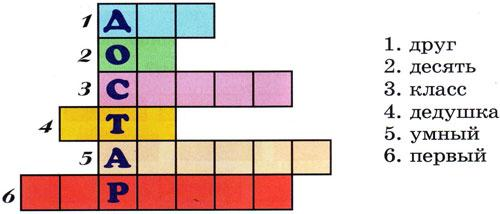 1 Д
2 О
3 С
4 Т
5 А
6 Р
1. друг
2. десять
3. класс
4. дедушка
5. умный
6. первый